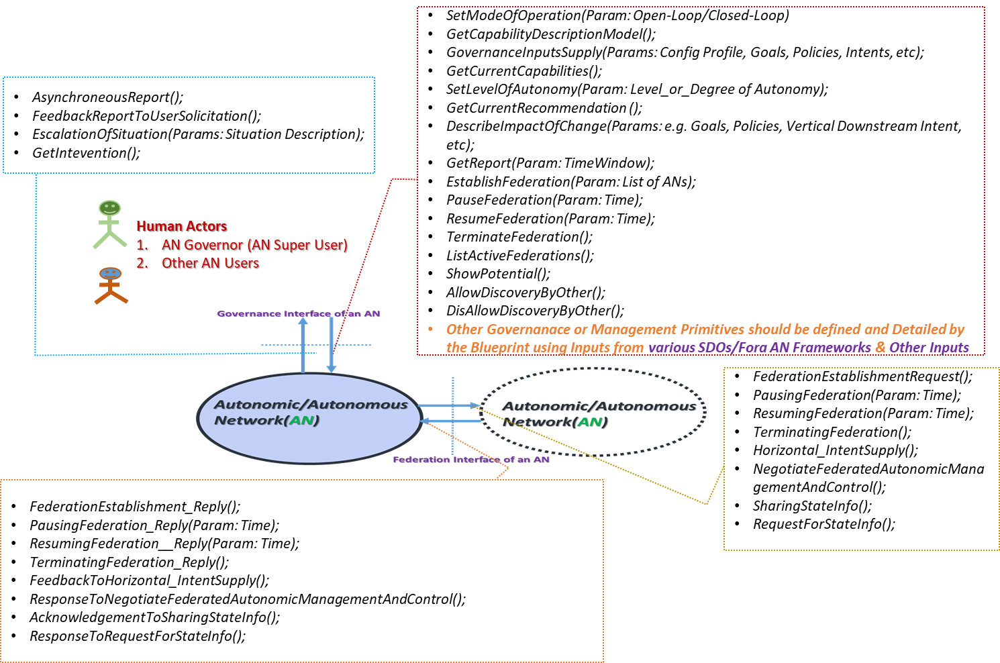 • SetModeOfOperation(Param: Open-Loop/Closed-Loop)
• GetCapabilityDescriptionModel();
• GovernanceInputsSupply(Params: Config Profile, Goals, Policies, Intents, etc);
• GetCurrentCapabilities();
• SetLevelOfAutonomy(Param: Level_or_Degree of Autonomy);
• GetCurrentRecommendation ();
• DescribeImpactOfChange(Params: e.g. Goals, Policies, Vertical Downstream Intent,
etc);
• GetReport(Param: TimeWindow);
• EstablishFederation(Param: List of ANs);
• PauseFederation(Param: Time);
• ResumeFederation(Param: Time);
• TerminateFederation();
• ListActiveFederations();
• ShowPotential();
• AllowDiscoveryByOther();
• DisAllowDiscoveryByOther();
• Other Governanace or Management Primitives should be defined and Detailed by
the Blueprint using Inputs from various SDOs/Fora AN Frameworks & Other Inputs
• AsynchroneousReport();
• FeedbackReportToUserSolicitation();
• EscalationOfSituation(Params: Situation Description);
• GetIntevention();
Human Actors
1. AN Governor (AN Super User)
2. Other AN Users
Governance Interface of an AN
Autonomic/Autonomous
Network(AN)
Autonomic/Autonomous
Network(AN)
Federation Interface of an AN
• FederationEstablishmentRequest();
• PausingFederation(Param: Time);
• ResumingFederation(Param: Time);
• TerminatingFederation();
• Horizontal_IntentSupply();
• NegotiateFederatedAutonomicMana
gementAndControl();
• SharingStateInfo();
• RequestForStateInfo();
• FederationEstablishment_Reply();
• PausingFederation_Reply(Param: Time);
• ResumingFederation__Reply(Param: Time);
• TerminatingFederation_Reply();
• FeedbackToHorizontal_IntentSupply();
• ResponseToNegotiateFederatedAutonomicManagementAndControl();
• AcknowledgementToSharingStateInfo();
• ResponseToRequestForStateInfo();